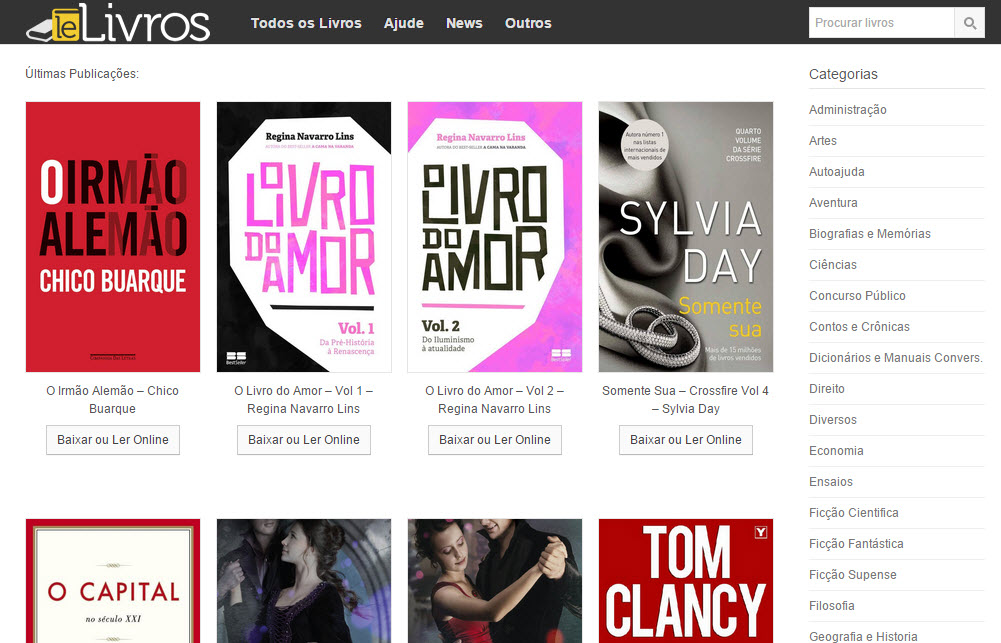 le Livros
Todos os Livros
Ajude
News
Outros
Procurar livros
Últimas Publicações:
O IRMÃO
ALEMÃO
CHICO BUARQUE
Regina Navarro Lins
AUTORA DO BEST-SELLER A CAMA NA VARANDA
O LIVRO
DO
AMOR
Vol. 1
Da Pré-História
à Renascença
BestSeller
Regina Navarro Lins
AUTORA DO BEST-SELLER A CAMA NA VARANDA
O LIVRO
DO
AMOR
Vol. 2
Do Iluminismo
à atualidade
BestSeller
Autora número 1
nas listas
internacionais de
mais vendidos
QUARTO
VOLUME
DA SÉRIE
CROSSFIRE
SYLVIA
DAY
Somente
sua
Mais de 15 milhões
de livros vendidos
O Irmão Alemão – Chico
Buarque
Baixar ou Ler Online
O Livro do Amor – Vol 1 –
Regina Navarro Lins
Baixar ou Ler Online
O Livro do Amor – Vol 2 –
Regina Navarro Lins
Baixar ou Ler Online
Somente Sua – Crossfire Vol 4
– Sylvia Day
Baixar ou Ler Online
O CAPITAL
no século XXI
TOM
CLANCY
Categorias
Administração
Artes
Autoajuda
Aventura
Biografias e Memórias
Ciências
Concurso Público
Contos e Crônicas
Dicionários e Manuais Convers.
Direito
Diversos
Economia
Ensaios
Ficção Cientifica
Ficção Fantástica
Ficção Supense
Filosofia
Geografia e Historia